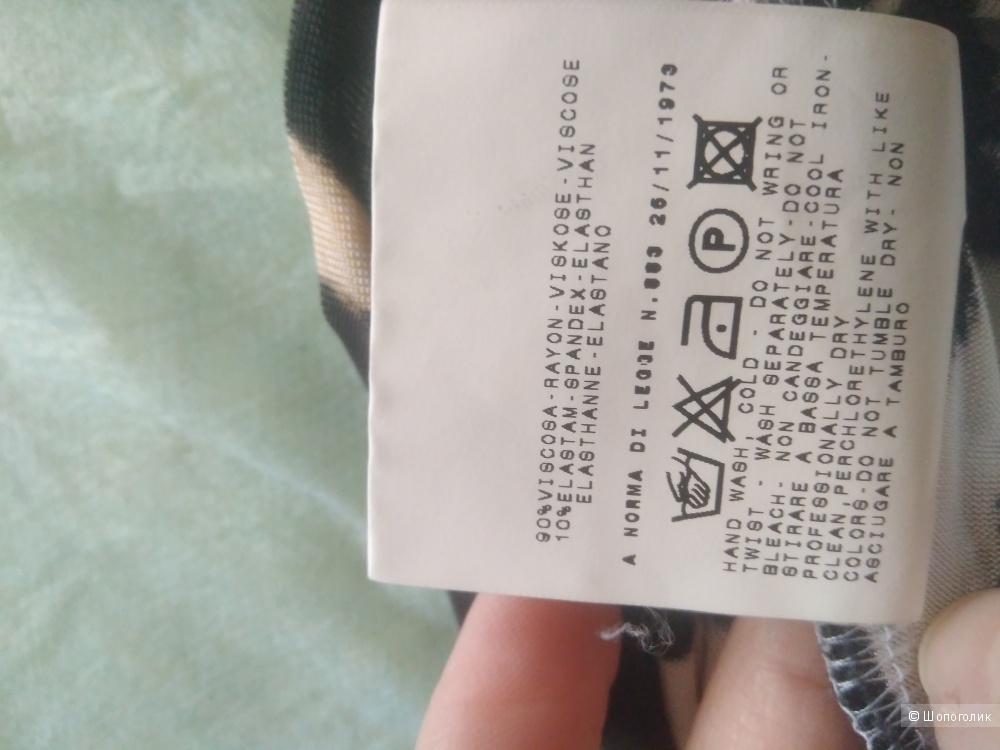 90%VISCOSA-RAYON-VISKOSE-VISCOSE
10%ELASTAM-SPANDEX-ELASTHAN
ELASTHANNE-ELASTANO
A NORMA DI LEGGE N.883 26/11/1973
P
HAND WASH, COLD - DO NOT WRING OR
TWIST - WASH SEPARATELY-DO NOT
BLEACH- NON CANDEGGIARE-COOL IRON-
STIRARE A BASSA TEMPERATURA
PROFESSIONALLY DRY
CLEAN,PERCHLORETHYLENE WITH LIKE
COLORS-DO NOT TUMBLE DRY- NON
ASCIUGARE A TAMBURO
© Шопоголик